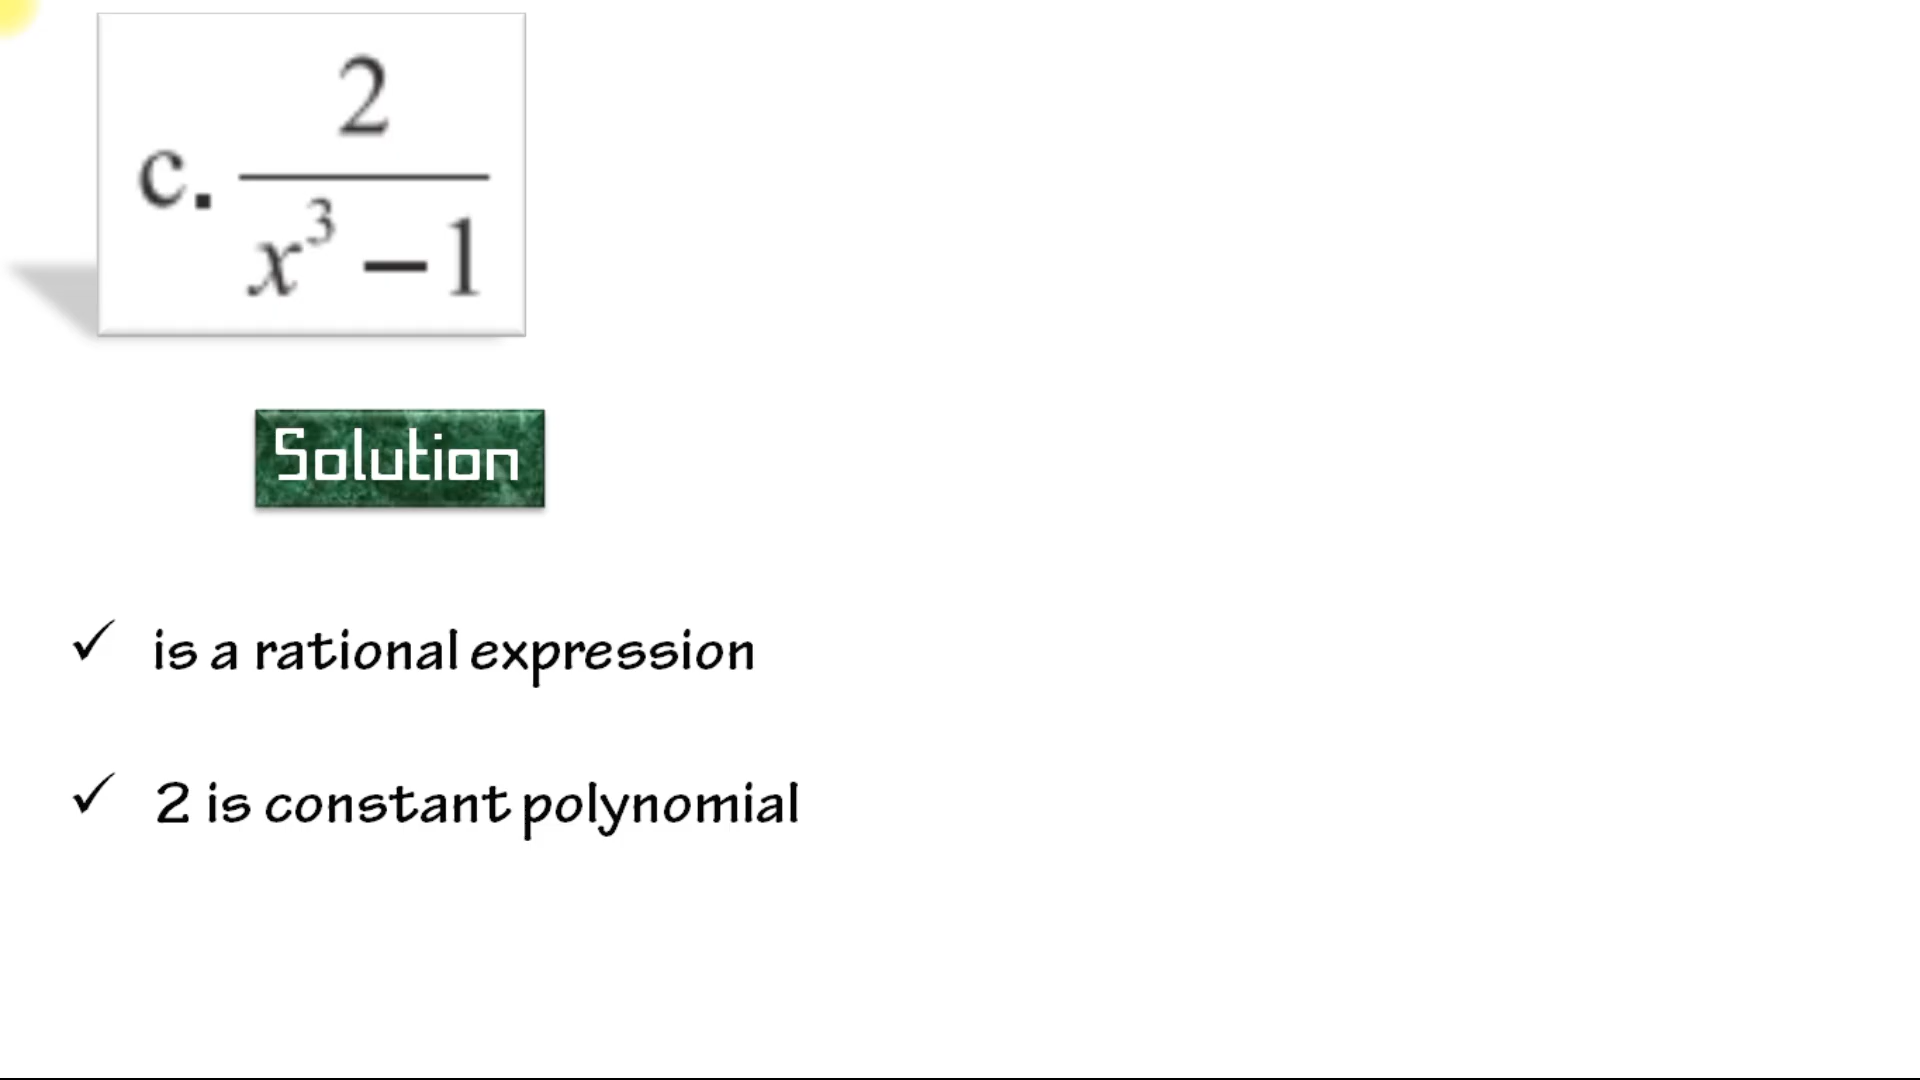 c. 2
x³ − 1
Solution
✓ is a rational expression
✓ 2 is constant polynomial